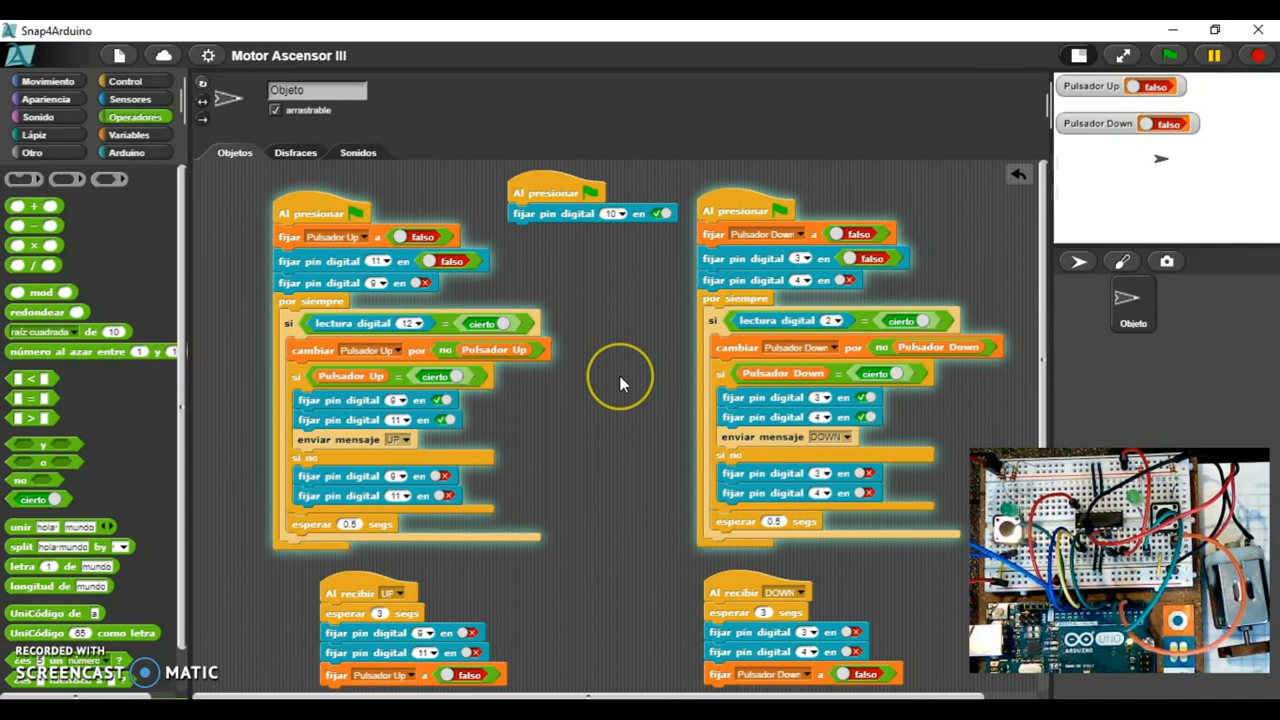 Snap4Arduino
Motor Ascensor III
Movimiento
Control
Apariencia
Sensores
Sonido
Operadores
Lápiz
Variables
Otro
Arduino
+
−
×
/
mod
redondear
raíz cuadrada de 10
número al azar entre 1 y 1
<
=
>
y
o
no
cierto
unir hola mundo
split hola mundo by
letra 1 de mundo
longitud de mundo
UniCódigo de a
UniCódigo 65 como letra
¿es 5 un número ?
RECORDED WITH
SCREENCAST MATIC
Objeto
arrastrable
Objetos
Disfraces
Sonidos
Al presionar
fijar Pulsador Up a falso
fijar pin digital 11 en falso
fijar pin digital 9 en
por siempre
si lectura digital 12 = cierto
cambiar Pulsador Up por no Pulsador Up
si Pulsador Up = cierto
fijar pin digital 9 en
fijar pin digital 11 en
enviar mensaje UP
si no
fijar pin digital 9 en
fijar pin digital 11 en
esperar 0.5 segs
Al recibir UP
esperar 3 segs
fijar pin digital 9 en
fijar pin digital 11 en
fijar Pulsador Up a falso
Al presionar
fijar pin digital 10 en
Al presionar
fijar Pulsador Down a falso
fijar pin digital 3 en falso
fijar pin digital 4 en
por siempre
si lectura digital 2 = cierto
cambiar Pulsador Down por no Pulsador Down
si Pulsador Down = cierto
fijar pin digital 3 en
fijar pin digital 4 en
enviar mensaje DOWN
si no
fijar pin digital 3 en
fijar pin digital 4 en
esperar 0.5 segs
Al recibir DOWN
esperar 3 segs
fijar pin digital 3 en
fijar pin digital 4 en
fijar Pulsador Down a falso
Pulsador Up falso
Pulsador Down falso
Objeto
UNO
ARDUINO